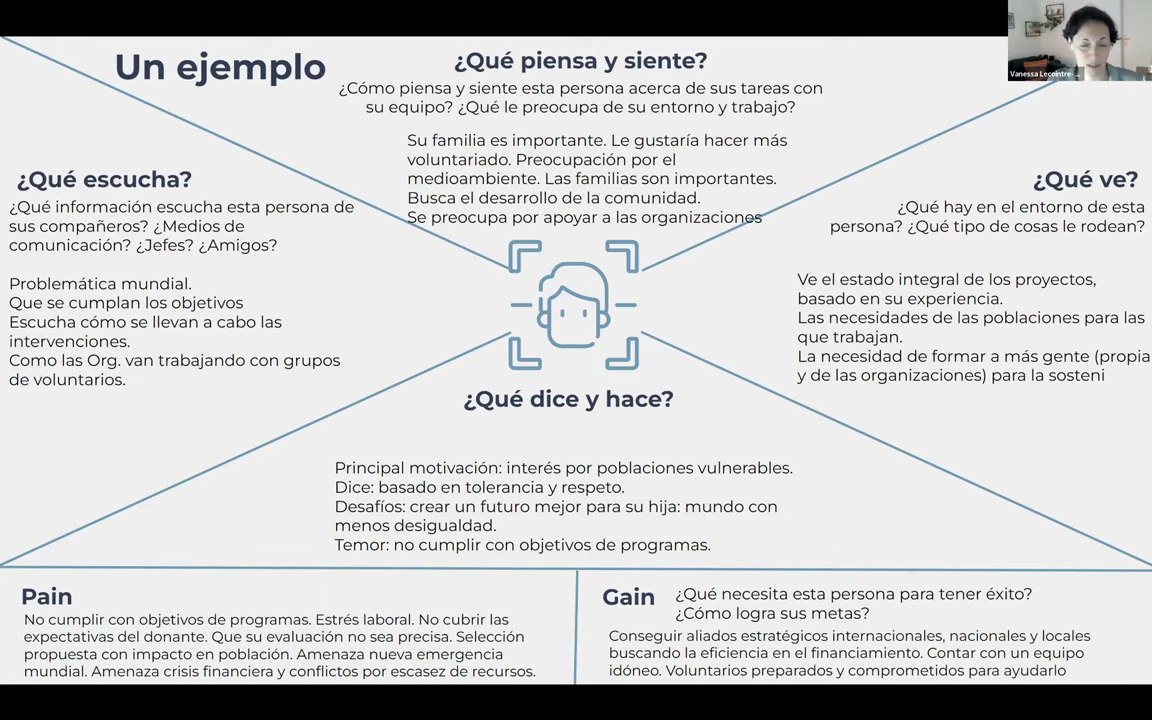 Un ejemplo
¿Qué piensa y siente?
¿Cómo piensa y siente esta persona acerca de sus tareas con
su equipo? ¿Qué le preocupa de su entorno y trabajo?
Su familia es importante. Le gustaría hacer más
voluntariado. Preocupación por el
medioambiente. Las familias son importantes.
Busca el desarrollo de la comunidad.
Se preocupa por apoyar a las organizaciones
Vanessa Lecointre-...
¿Qué escucha?
¿Qué información escucha esta persona de
sus compañeros? ¿Medios de
comunicación? ¿Jefes? ¿Amigos?
Problemática mundial.
Que se cumplan los objetivos
Escucha cómo se llevan a cabo las
intervenciones.
Como las Org. van trabajando con grupos
de voluntarios.
¿Qué ve?
¿Qué hay en el entorno de esta
persona? ¿Qué tipo de cosas le rodean?
Ve el estado integral de los proyectos,
basado en su experiencia.
Las necesidades de las poblaciones para las
que trabajan.
La necesidad de formar a más gente (propia
y de las organizaciones) para la sosteni
¿Qué dice y hace?
Principal motivación: interés por poblaciones vulnerables.
Dice: basado en tolerancia y respeto.
Desafíos: crear un futuro mejor para su hija: mundo con
menos desigualdad.
Temor: no cumplir con objetivos de programas.
Pain
No cumplir con objetivos de programas. Estrés laboral. No cubrir las
expectativas del donante. Que su evaluación no sea precisa. Selección
propuesta con impacto en población. Amenaza nueva emergencia
mundial. Amenaza crisis financiera y conflictos por escasez de recursos.
Gain
¿Qué necesita esta persona para tener éxito?
¿Cómo logra sus metas?
Conseguir aliados estratégicos internacionales, nacionales y locales
buscando la eficiencia en el financiamiento. Contar con un equipo
idóneo. Voluntarios preparados y comprometidos para ayudarlo